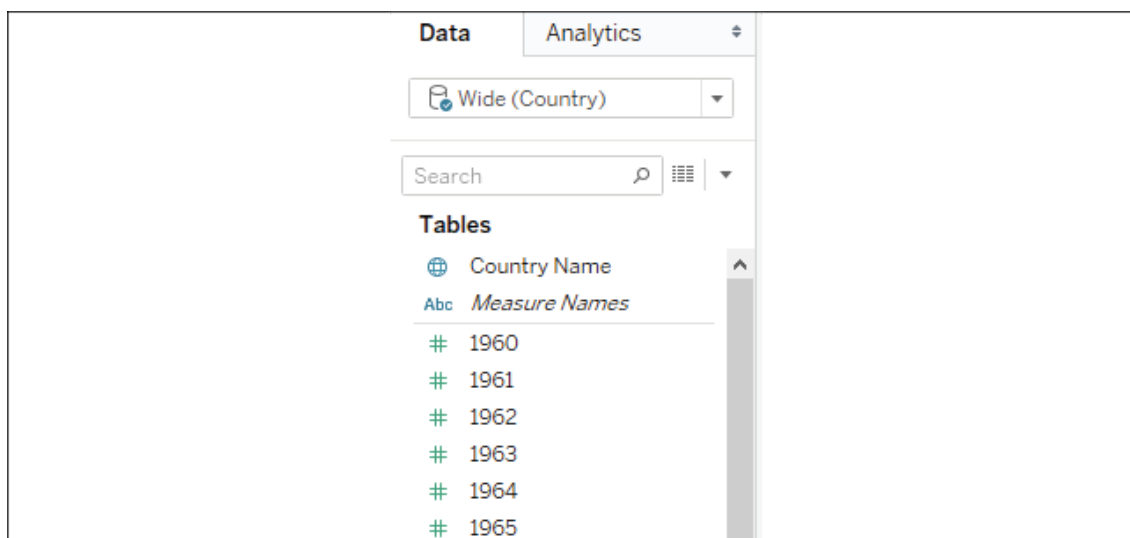 Data Analytics
Wide (Country)
Search
Tables
Country Name
Abc Measure Names
# 1960
# 1961
# 1962
# 1963
# 1964
# 1965